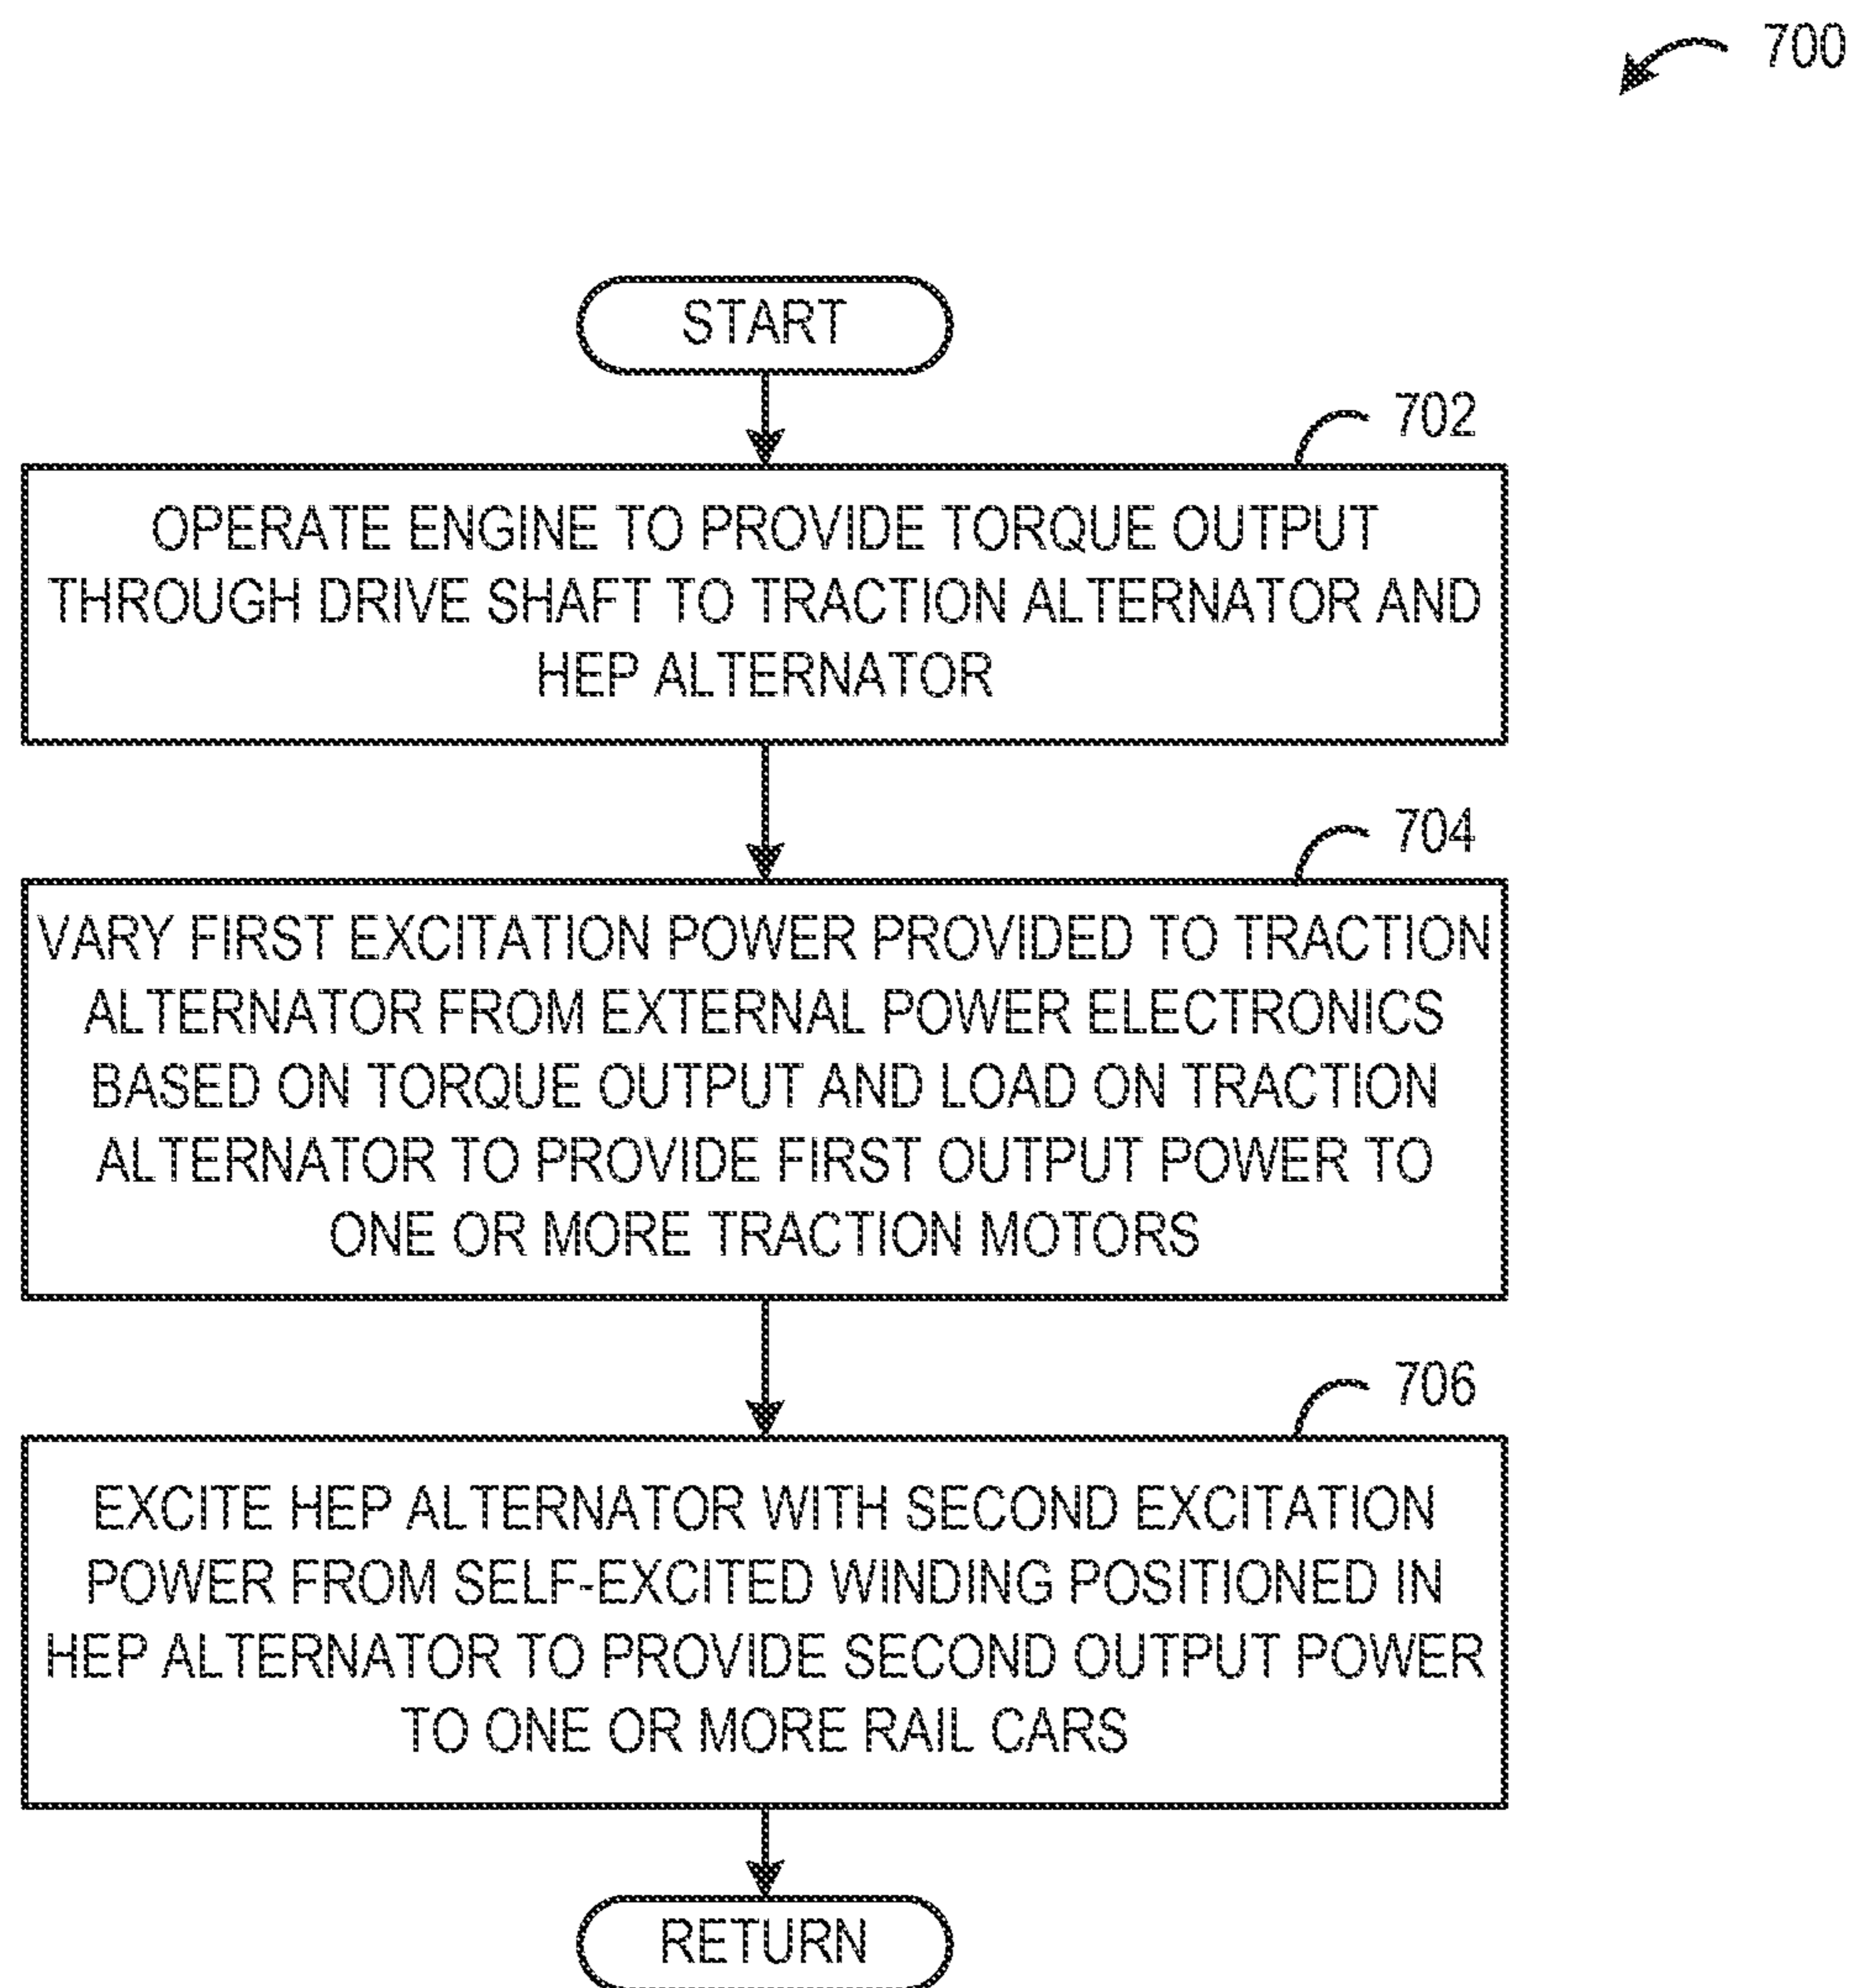 700
START
702
OPERATE ENGINE TO PROVIDE TORQUE OUTPUT
THROUGH DRIVE SHAFT TO TRACTION ALTERNATOR AND
HEP ALTERNATOR
704
VARY FIRST EXCITATION POWER PROVIDED TO TRACTION
ALTERNATOR FROM EXTERNAL POWER ELECTRONICS
BASED ON TORQUE OUTPUT AND LOAD ON TRACTION
ALTERNATOR TO PROVIDE FIRST OUTPUT POWER TO
ONE OR MORE TRACTION MOTORS
706
EXCITE HEP ALTERNATOR WITH SECOND EXCITATION
POWER FROM SELF-EXCITED WINDING POSITIONED IN
HEP ALTERNATOR TO PROVIDE SECOND OUTPUT POWER
TO ONE OR MORE RAIL CARS
RETURN